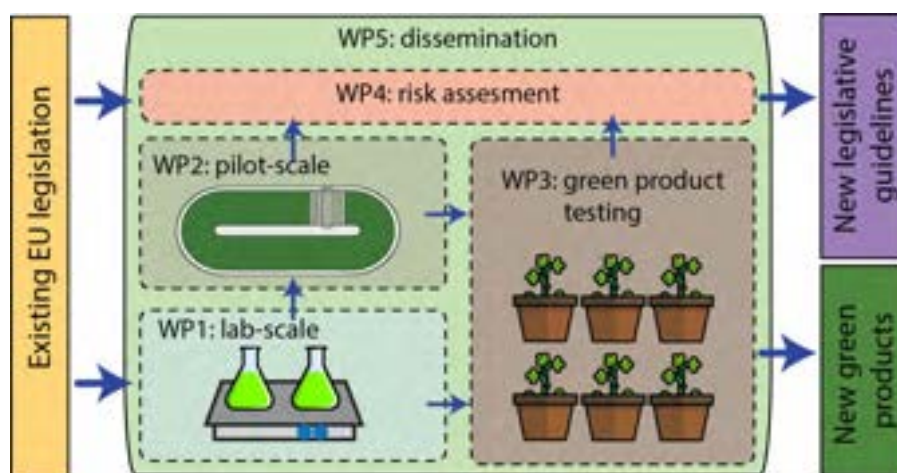 Existing EU legislation
WP5: dissemination
WP4: risk assesment
WP2: pilot-scale
WP3: green product
testing
WP1: lab-scale
New legislative
guidelines
New green
products